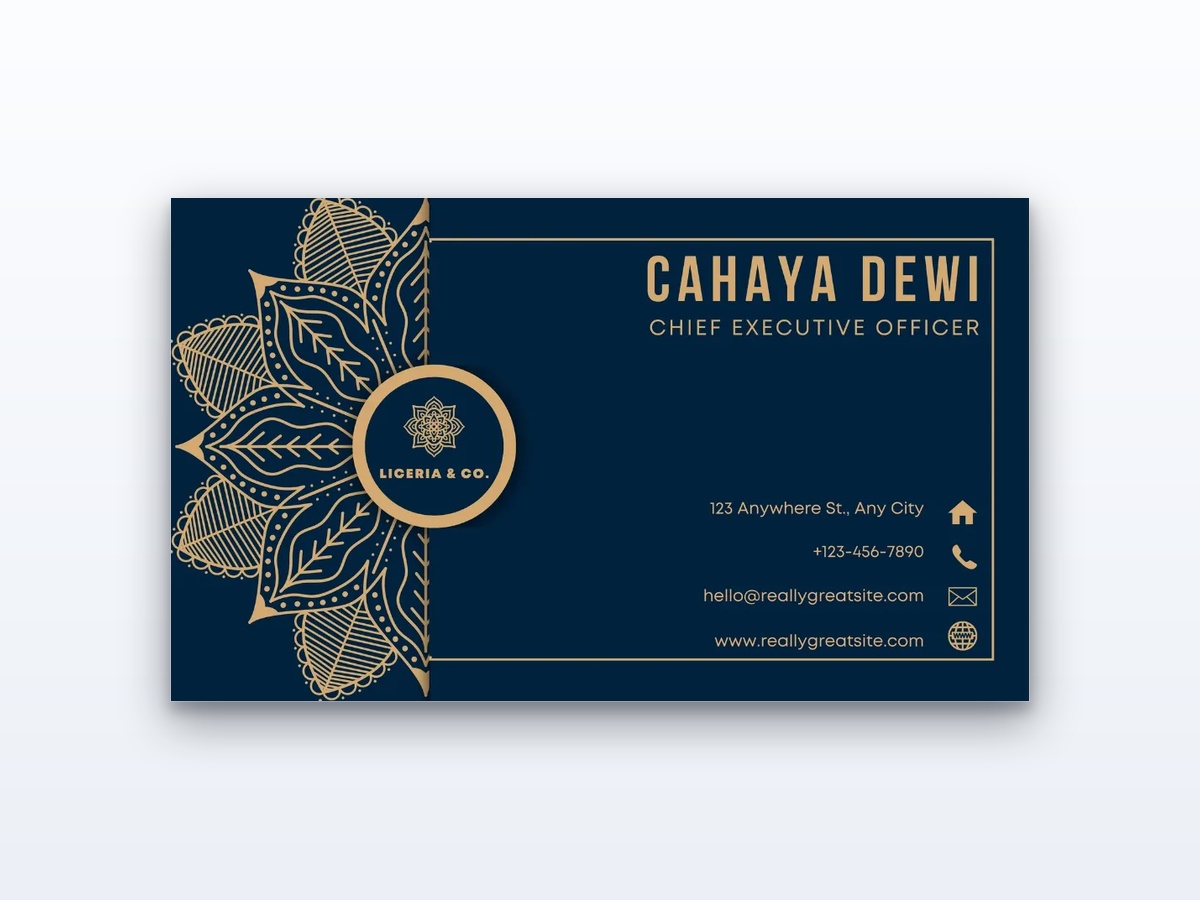 CAHAYA DEWI
CHIEF EXECUTIVE OFFICER
LICERIA & CO.
123 Anywhere St., Any City
+123-456-7890
hello@reallygreatsite.com
www.reallygreatsite.com
www